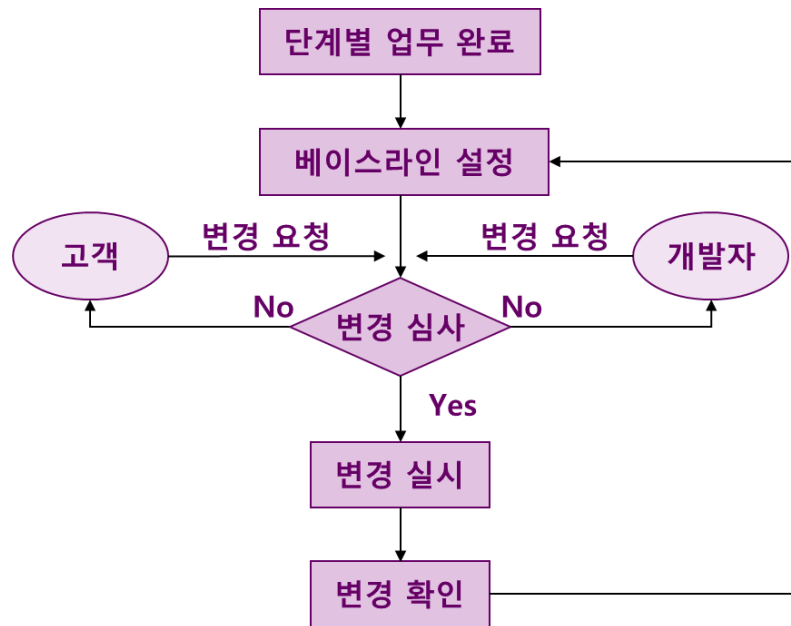 단계별 업무 완료
베이스라인 설정
변경 요청
변경 요청
고객
개발자
No
변경 심사
No
Yes
변경 실시
변경 확인